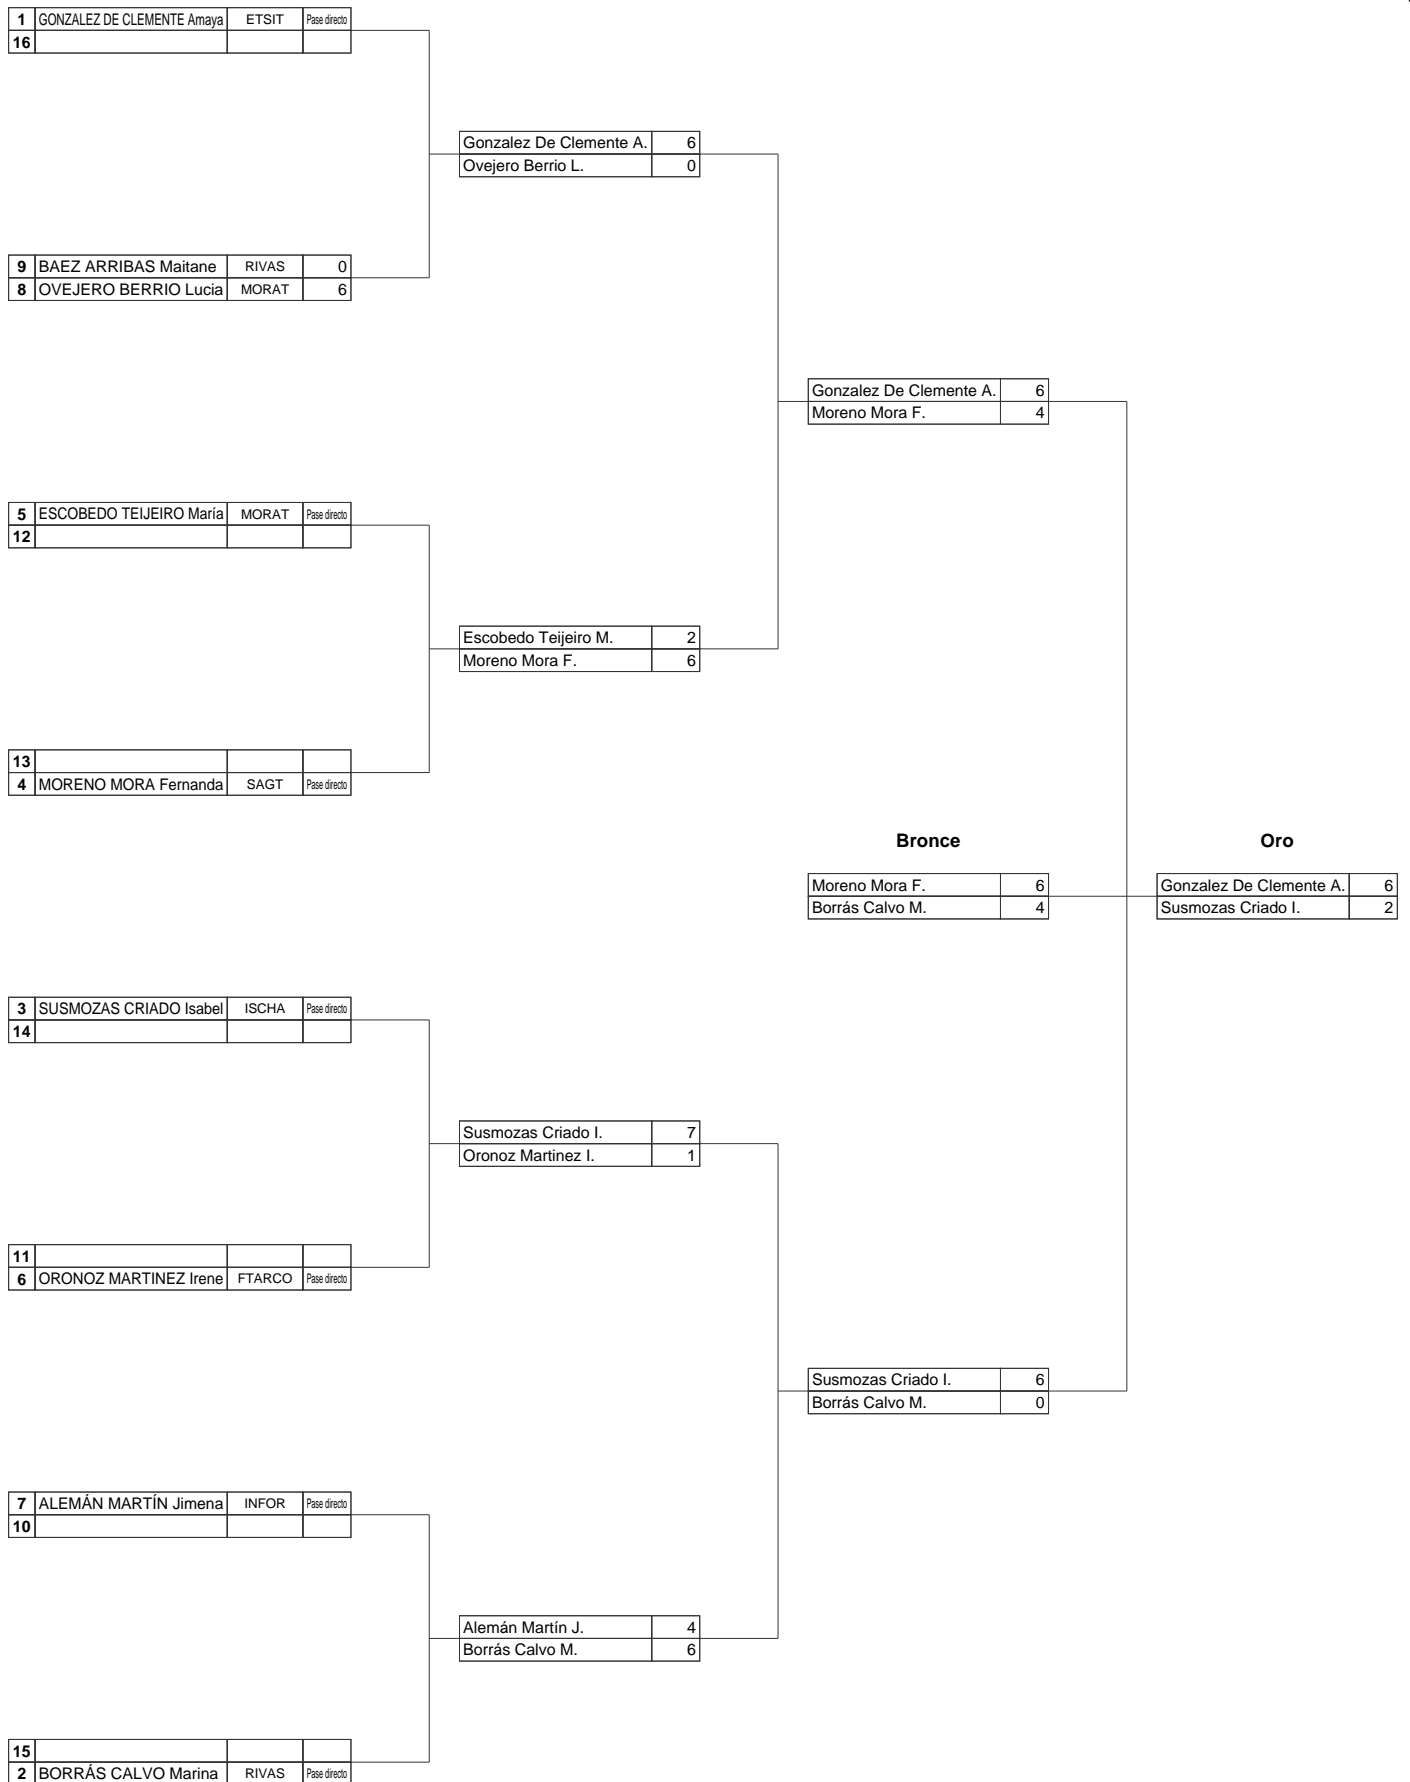 1 GONZALEZ DE CLEMENTE Amaya ETSIT Pase directo
16
Gonzalez De Clemente A. 6
Ovejero Berrio L. 0
9 BAEZ ARRIBAS Maitane RIVAS 0
8 OVEJERO BERRIO Lucia MORAT 6
Gonzalez De Clemente A. 6
Moreno Mora F. 4
5 ESCOBEDO TEIJEIRO María MORAT Pase directo
12
Escobedo Teijeiro M. 2
Moreno Mora F. 6
13
4 MORENO MORA Fernanda SAGT Pase directo
Bronce Oro
Moreno Mora F. 6 Gonzalez De Clemente A. 6
Borrás Calvo M. 4 Susmozas Criado I. 2
3 SUSMOZAS CRIADO Isabel ISCHA Pase directo
14
Susmozas Criado I. 7
Oronoz Martinez I. 1
11
6 ORONOZ MARTINEZ Irene FTARCO Pase directo
Susmozas Criado I. 6
Borrás Calvo M. 0
7 ALEMÁN MARTÍN Jimena INFOR Pase directo
10
Alemán Martín J. 4
Borrás Calvo M. 6
15
2 BORRÁS CALVO Marina RIVAS Pase directo